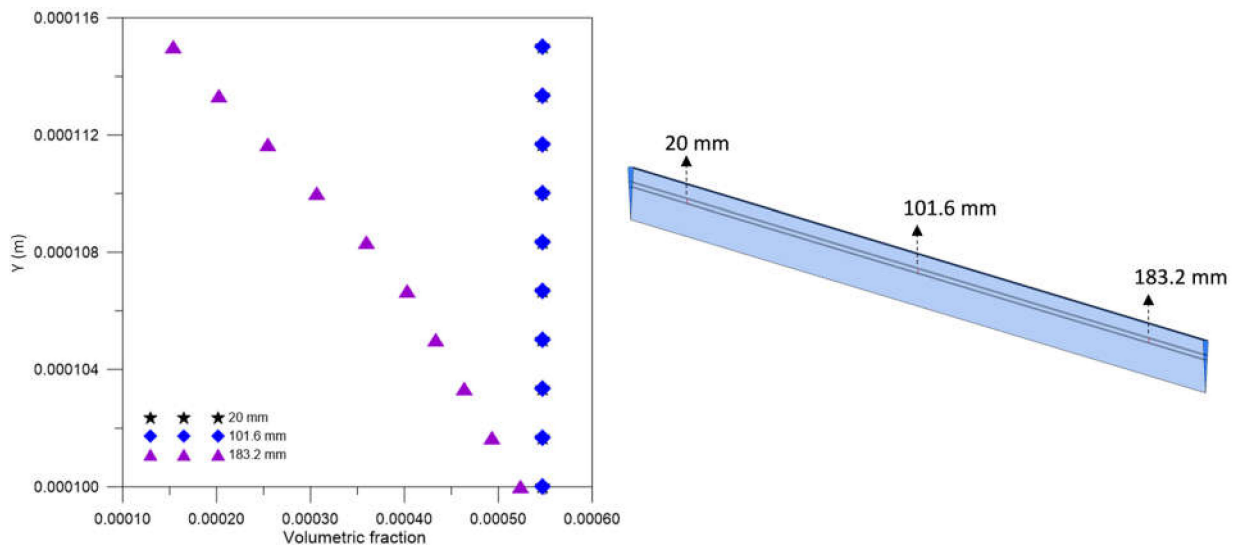 0.000116
0.000112
0.000108
0.000104
0.000100
Y (m)
20 mm
101.6 mm
183.2 mm
0.00010 0.00020 0.00030 0.00040 0.00050 0.00060
Volumetric fraction
20 mm
101.6 mm
183.2 mm